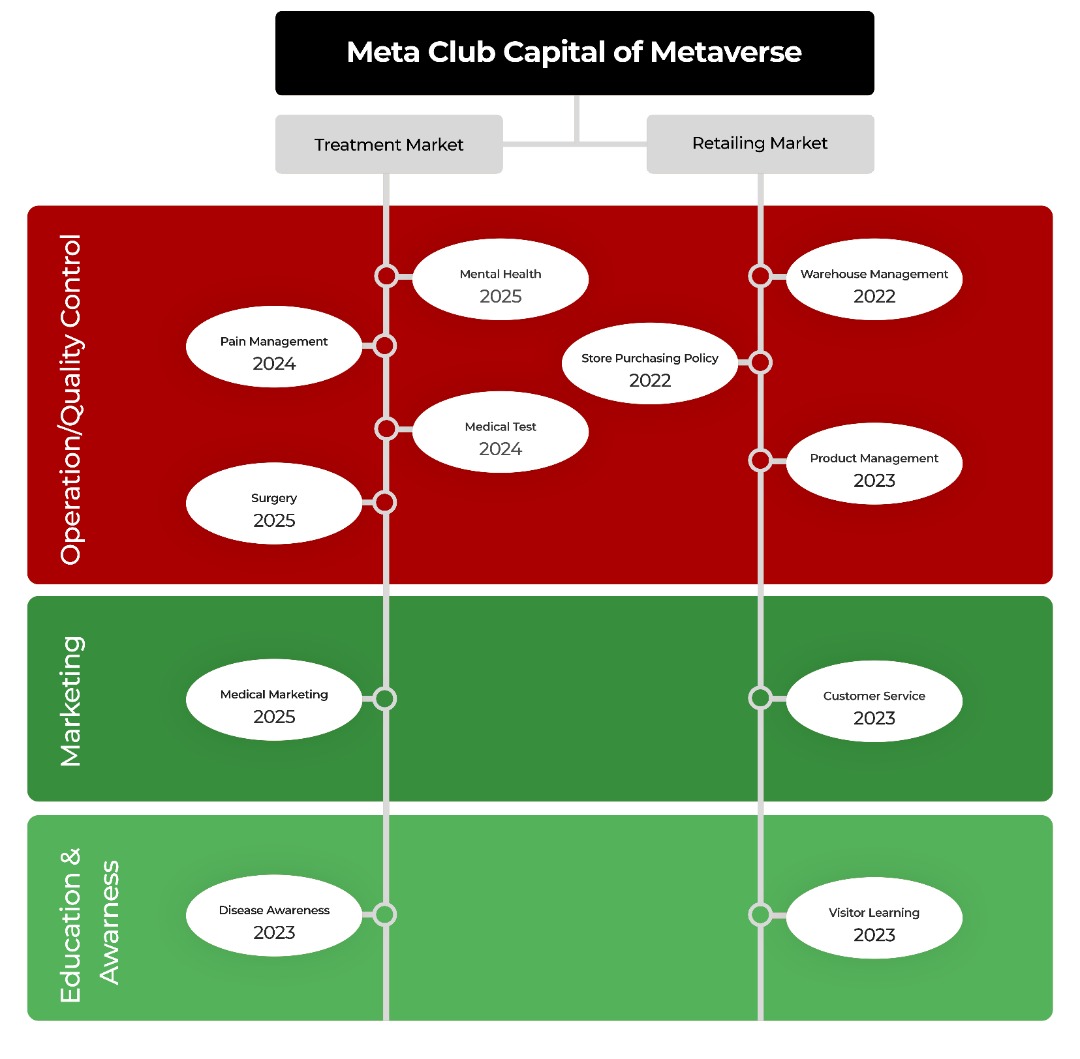 Meta Club Capital of Metaverse
Treatment Market
Retailing Market
Operation/Quality Control
Mental Health
2025
Warehouse Management
2022
Pain Management
2024
Store Purchasing Policy
2022
Medical Test
2024
Product Management
2023
Surgery
2025
Marketing
Medical Marketing
2025
Customer Service
2023
Education &
Awarness
Disease Awareness
2023
Visitor Learning
2023